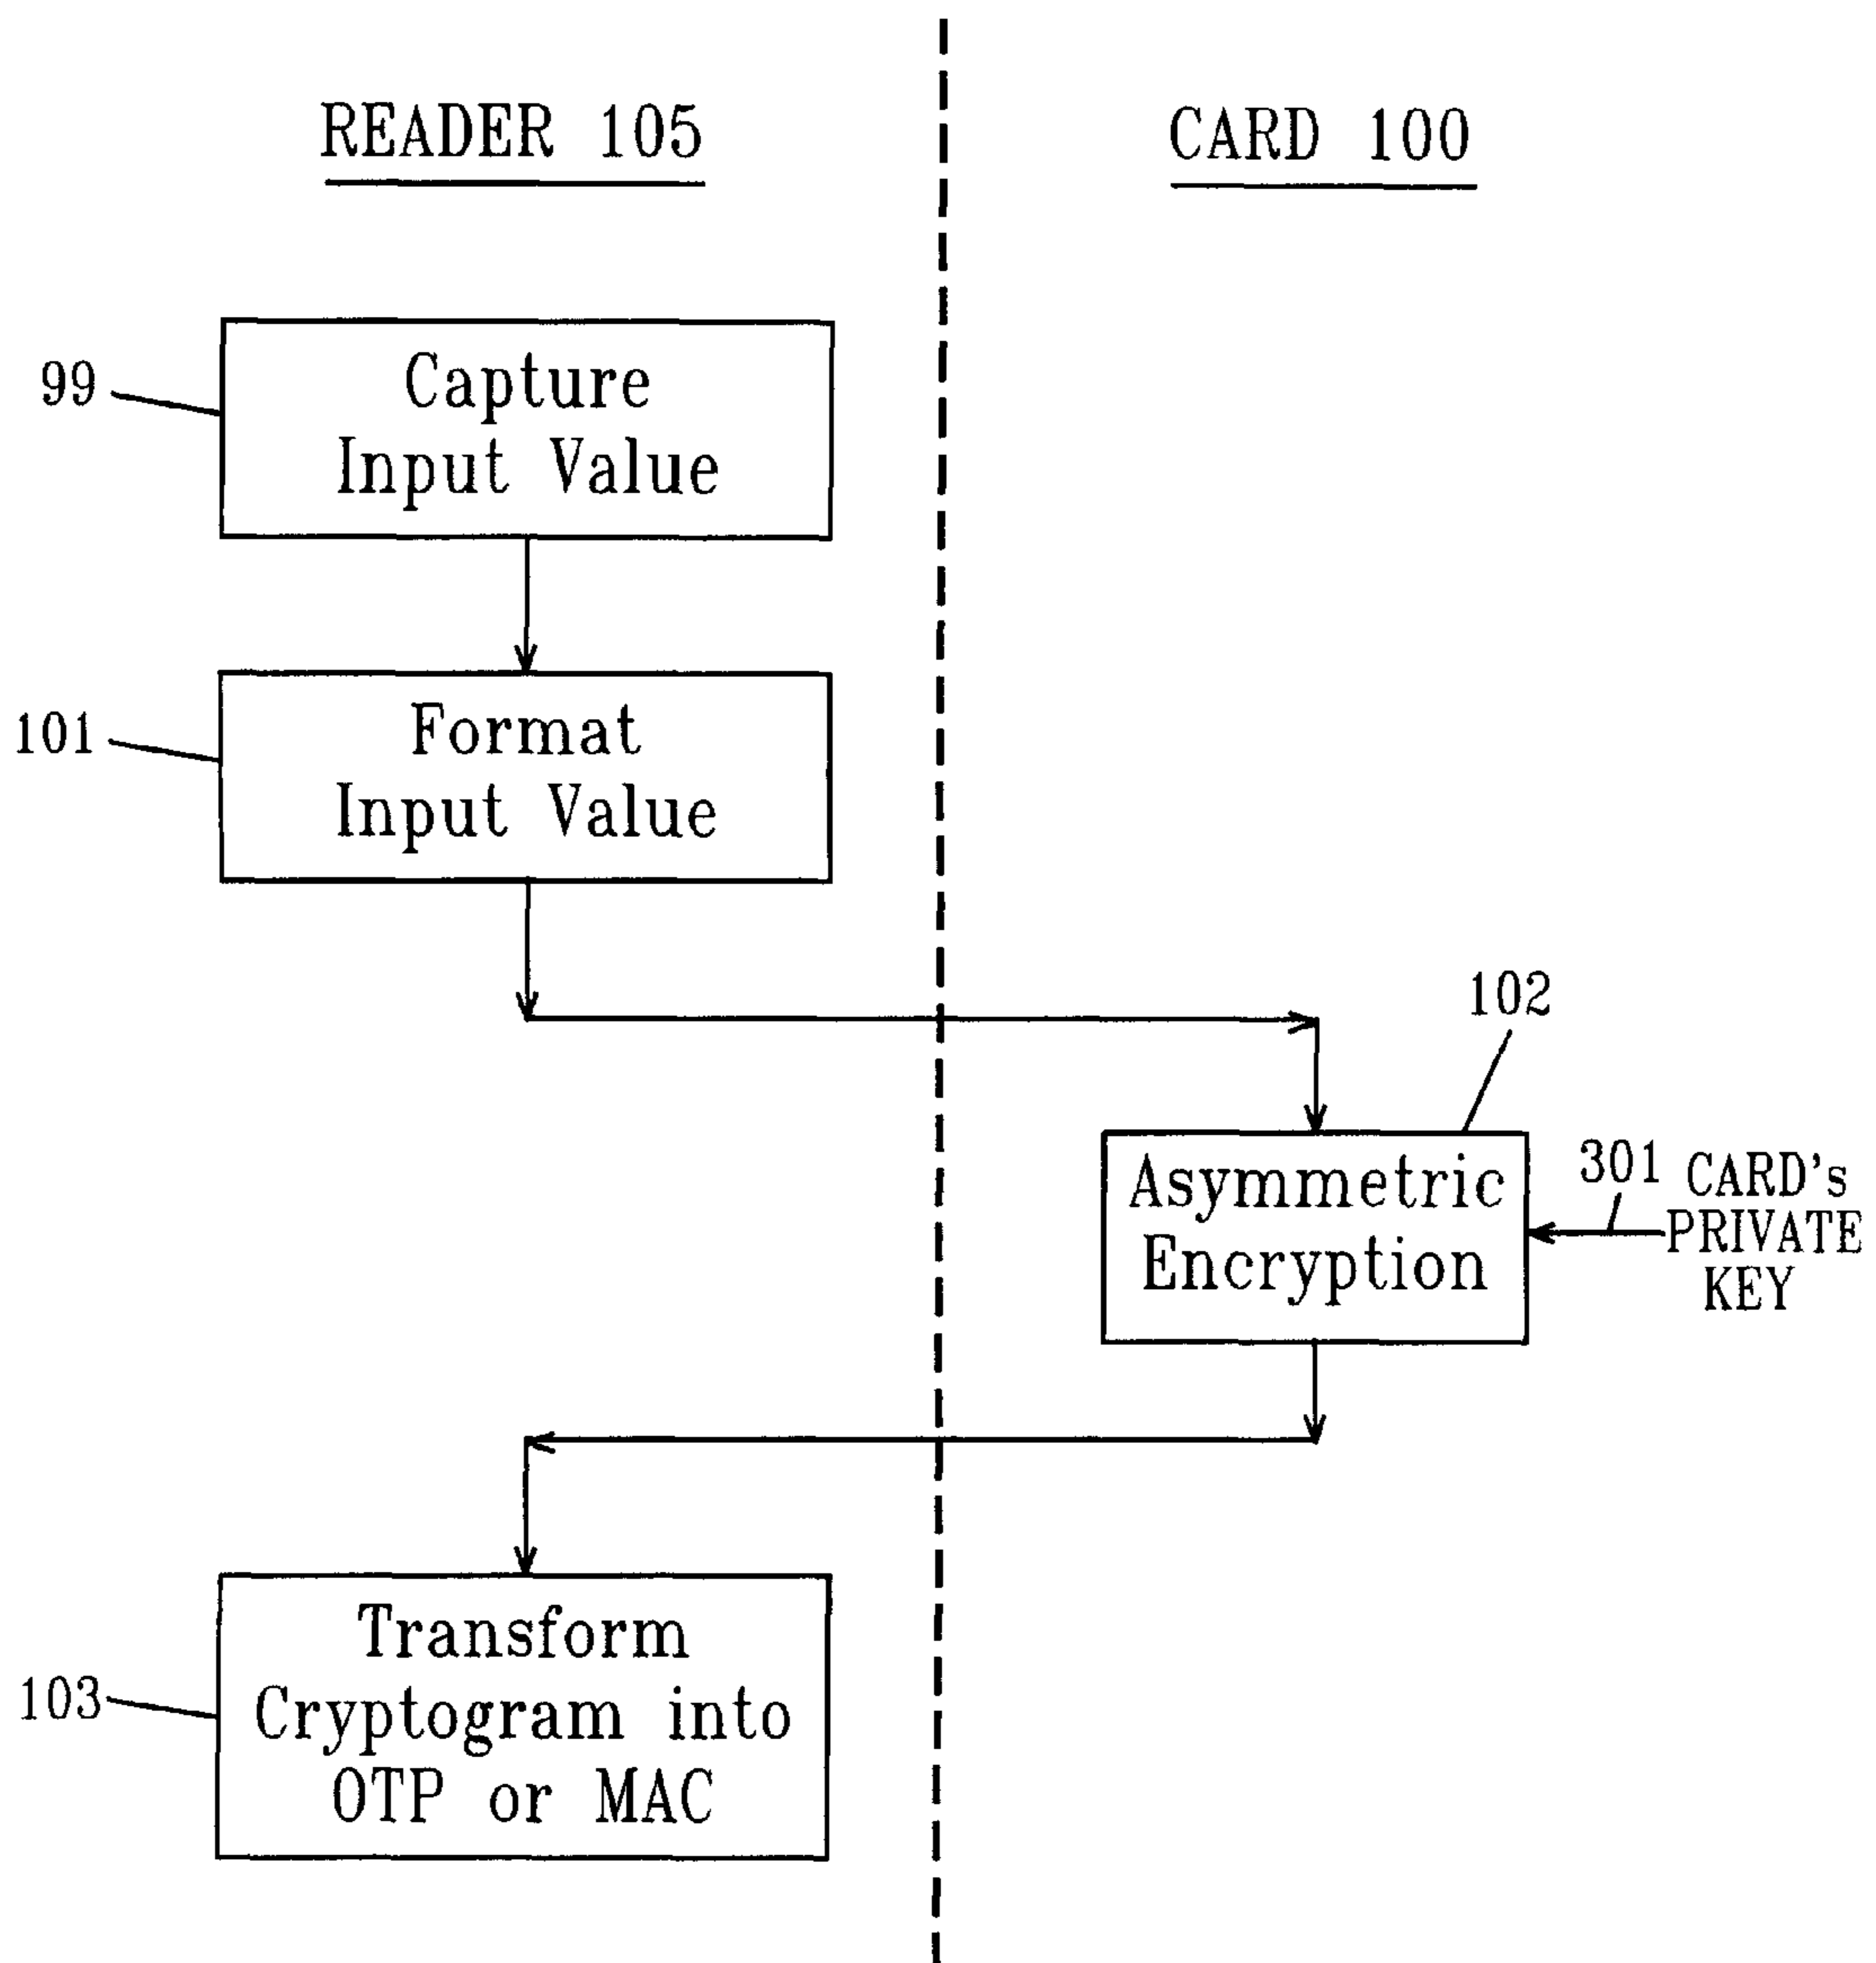 READER 105
CARD 100
99
Capture
Input Value
101
Format
Input Value
102
Asymmetric
Encryption
301
CARD's
PRIVATE
KEY
103
Transform
Cryptogram into
OTP or MAC